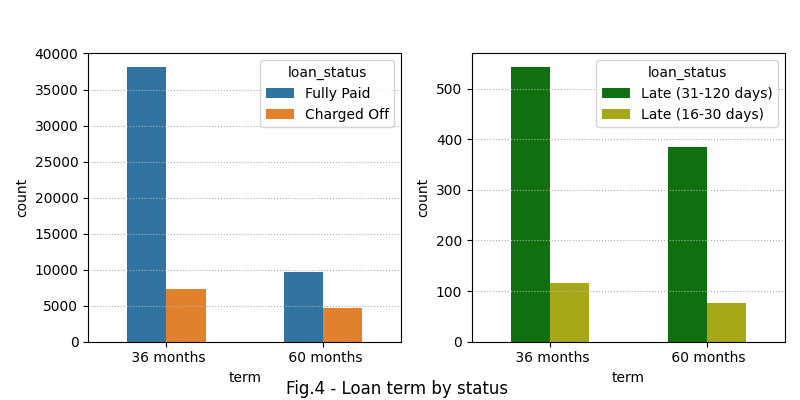 40000
35000
30000
25000
20000
15000
10000
5000
0
count
loan_status
Fully Paid
Charged Off
36 months
60 months
term
500
400
300
200
100
0
count
loan_status
Late (31-120 days)
Late (16-30 days)
36 months
60 months
term
Fig.4 - Loan term by status